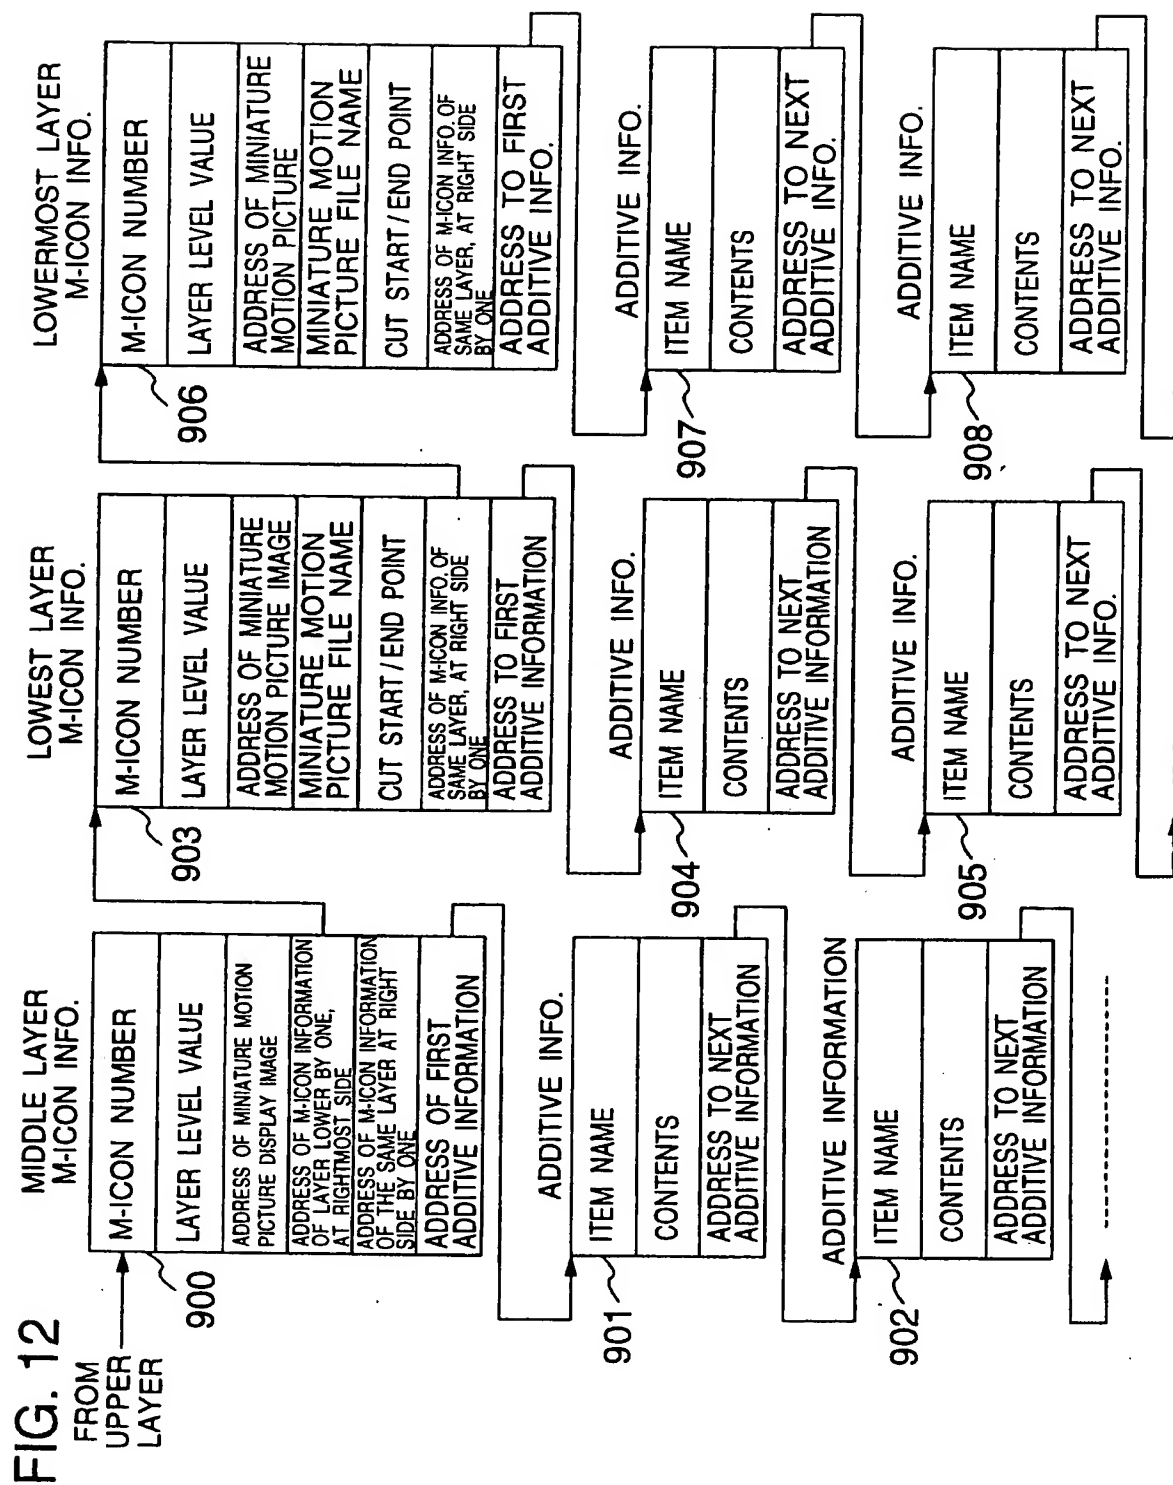 FIG. 12
FROM
UPPER
LAYER
MIDDLE LAYER
M-ICON INFO.
M-ICON NUMBER
LAYER LEVEL VALUE
ADDRESS OF MINIATURE MOTION
PICTURE DISPLAY IMAGE
ADDRESS OF M-ICON INFORMATION
OF LAYER LOWER BY ONE,
AT RIGHTMOST SIDE
ADDRESS OF M-ICON INFORMATION
OF THE SAME LAYER AT RIGHT
SIDE BY ONE
ADDRESS OF FIRST
ADDITIVE INFORMATION
900
ADDITIVE INFO.
ITEM NAME
CONTENTS
ADDRESS TO NEXT
ADDITIVE INFORMATION
901
ADDITIVE INFORMATION
ITEM NAME
CONTENTS
ADDRESS TO NEXT
ADDITIVE INFORMATION
902
LOWEST LAYER
M-ICON INFO.
M-ICON NUMBER
LAYER LEVEL VALUE
ADDRESS OF MINIATURE
MOTION PICTURE IMAGE
MINIATURE MOTION
PICTURE FILE NAME
CUT START/END POINT
ADDRESS OF M-ICON INFO. OF
SAME LAYER, AT RIGHT SIDE
BY ONE
ADDRESS TO FIRST
ADDITIVE INFORMATION
903
ADDITIVE INFO.
ITEM NAME
CONTENTS
ADDRESS TO NEXT
ADDITIVE INFORMATION
904
ADDITIVE INFO.
ITEM NAME
CONTENTS
ADDRESS TO NEXT
ADDITIVE INFO.
905
LOWERMOST LAYER
M-ICON INFO.
M-ICON NUMBER
LAYER LEVEL VALUE
ADDRESS OF MINIATURE
MOTION PICTURE
MINIATURE MOTION
PICTURE FILE NAME
CUT START/END POINT
ADDRESS OF M-ICON INFO. OF
SAME LAYER, AT RIGHT SIDE
BY ONE
ADDRESS TO FIRST
ADDITIVE INFO.
906
ADDITIVE INFO.
ITEM NAME
CONTENTS
ADDRESS TO NEXT
ADDITIVE INFO.
907
ADDITIVE INFO.
ITEM NAME
CONTENTS
ADDRESS TO NEXT
ADDITIVE INFO.
908